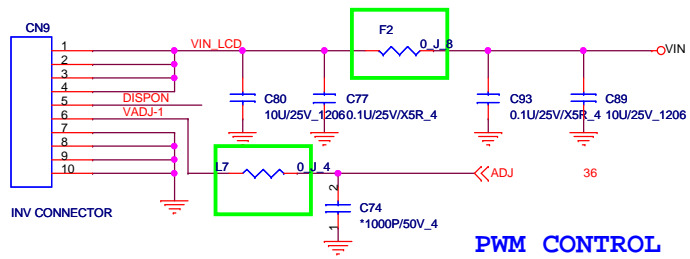 CN9
F2
0_J_8
1
2
3
4
5
6
7
8
9
10
VIN_LCD
VIN
DISPON
VADJ-1
C80
10U/25V_1206
C77
0.1U/25V/X5R_4
C93
0.1U/25V/X5R_4
C89
10U/25V_1206
L7
0_J_4
ADJ
36
2
1
C74
*1000P/50V_4
INV CONNECTOR
PWM CONTROL